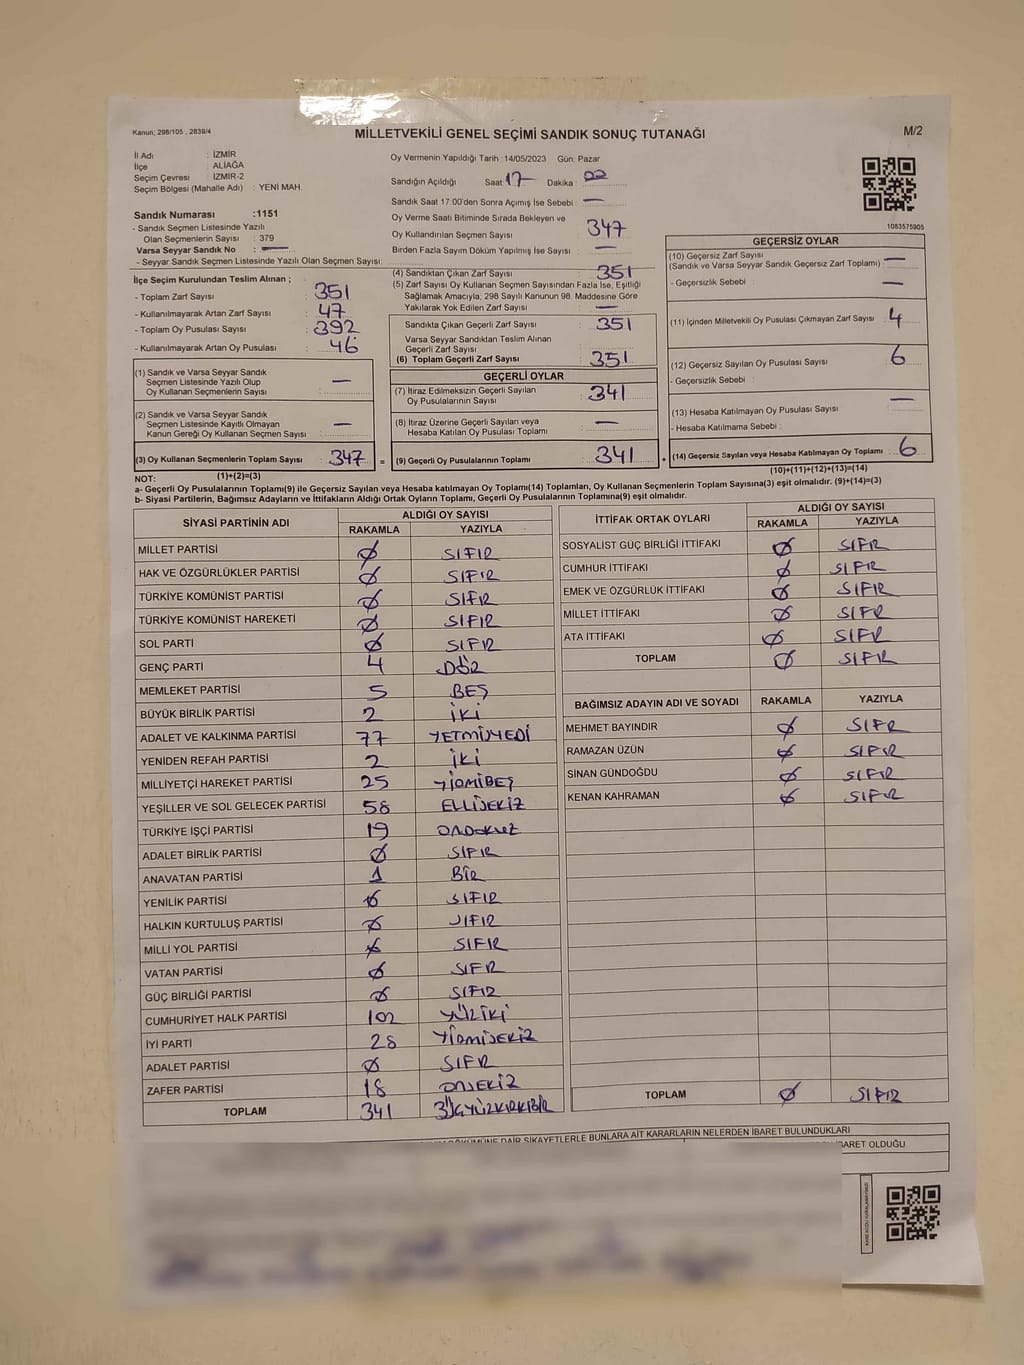 Kanun; 298/105 , 2839/4
MİLLETVEKİLİ GENEL SEÇİMİ SANDIK SONUÇ TUTANAĞI
M/2
İl Adı : İZMİR
İlçe : ALİAĞA
Seçim Çevresi : İZMİR-2
Seçim Bölgesi (Mahalle Adı) : YENİ MAH.
Oy Vermenin Yapıldığı Tarih : 14/05/2023 Gün: Pazar
Sandığın Açıldığı Saat 17 Dakika : 00
Sandık Saat 17:00'den Sonra Açımış İse Sebebi : —
Oy Verme Saati Bitiminde Sırada Bekleyen ve
Oy Kullandırılan Seçmen Sayısı : 347
Birden Fazla Sayım Döküm Yapılmış İse Sayısı : —
1083575905
Sandık Numarası :1151
- Sandık Seçmen Listesinde Yazılı
Olan Seçmenlerin Sayısı : 379
Varsa Seyyar Sandık No : —
- Seyyar Sandık Seçmen Listesinde Yazılı Olan Seçmen Sayısı:
İlçe Seçim Kurulundan Teslim Alınan ;
- Toplam Zarf Sayısı : 351
- Kullanılmayarak Artan Zarf Sayısı : 47
- Toplam Oy Pusulası Sayısı : 392
- Kullanılmayarak Artan Oy Pusulası : 46
(4) Sandıktan Çıkan Zarf Sayısı : 351
(5) Zarf Sayısı Oy Kullanan Seçmen Sayısından Fazla İse, Eşitliği
Sağlamak Amacıyla, 298 Sayılı Kanunun 98. Maddesine Göre
Yakılarak Yok Edilen Zarf Sayısı : —
Sandıkta Çıkan Geçerli Zarf Sayısı : 351
Varsa Seyyar Sandıktan Teslim Alınan
Geçerli Zarf Sayısı :
(6) Toplam Geçerli Zarf Sayısı : 351
GEÇERSİZ OYLAR
(10) Geçersiz Zarf Sayısı
(Sandık ve Varsa Seyyar Sandık Geçersiz Zarf Toplamı) : —
- Geçersizlik Sebebi : —
(11) İçinden Milletvekili Oy Pusulası Çıkmayan Zarf Sayısı : 4
(12) Geçersiz Sayılan Oy Pusulası Sayısı : 6
- Geçersizlik Sebebi :
(13) Hesaba Katılmayan Oy Pusulası Sayısı : —
- Hesaba Katılmama Sebebi :
(14) Geçersiz Sayılan veya Hesaba Katılmayan Oy Toplamı : 6
(10)+(11)+(12)+(13)=(14)
(1) Sandık ve Varsa Seyyar Sandık
Seçmen Listesinde Yazılı Olup
Oy Kullanan Seçmenlerin Sayısı : —
(2) Sandık ve Varsa Seyyar Sandık
Seçmen Listesinde Kayıtlı Olmayan
Kanun Gereği Oy Kullanan Seçmen Sayısı : —
(3) Oy Kullanan Seçmenlerin Toplam Sayısı : 347 =
(1)+(2)=(3)
GEÇERLİ OYLAR
(7) İtiraz Edilmeksizin Geçerli Sayılan
Oy Pusulalarının Sayısı : 341
(8) İtiraz Üzerine Geçerli Sayılan veya
Hesaba Katılan Oy Pusulası Toplamı : —
(9) Geçerli Oy Pusulalarının Toplamı : 341 +
NOT:
a- Geçerli Oy Pusulalarının Toplamı(9) ile Geçersiz Sayılan veya Hesaba katılmayan Oy Toplamı(14) Toplamları, Oy Kullanan Seçmenlerin Toplam Sayısına(3) eşit olmalıdır. (9)+(14)=(3)
b- Siyasi Partilerin, Bağımsız Adayların ve İttifakların Aldığı Ortak Oyların Toplamı, Geçerli Oy Pusulalarının Toplamına(9) eşit olmalıdır.
SİYASİ PARTİNİN ADI ALDIĞI OY SAYISI
RAKAMLA YAZIYLA
MİLLET PARTİSİ Ø SIFIR
HAK VE ÖZGÜRLÜKLER PARTİSİ Ø SIFIR
TÜRKİYE KOMÜNİST PARTİSİ Ø SIFIR
TÜRKİYE KOMÜNİST HAREKETİ Ø SIFIR
SOL PARTİ Ø SIFIR
GENÇ PARTİ 4 DÖR
MEMLEKET PARTİSİ 5 BEŞ
BÜYÜK BİRLİK PARTİSİ 2 İKİ
ADALET VE KALKINMA PARTİSİ 77 YETMİŞYEDİ
YENİDEN REFAH PARTİSİ 2 İKİ
MİLLİYETÇİ HAREKET PARTİSİ 25 YİRMİBEŞ
YEŞİLLER VE SOL GELECEK PARTİSİ 58 ELLİSEKİZ
TÜRKİYE İŞÇİ PARTİSİ 19 ONDOKUZ
ADALET BİRLİK PARTİSİ Ø SIFIR
ANAVATAN PARTİSİ 1 BİR
YENİLİK PARTİSİ Ø SIFIR
HALKIN KURTULUŞ PARTİSİ Ø SIFIR
MİLLİ YOL PARTİSİ Ø SIFIR
VATAN PARTİSİ Ø SIFIR
GÜÇ BİRLİĞİ PARTİSİ Ø SIFIR
CUMHURİYET HALK PARTİSİ 102 YÜZİKİ
İYİ PARTİ 28 YİRMİSEKİZ
ADALET PARTİSİ Ø SIFIR
ZAFER PARTİSİ 18 ONSEKİZ
TOPLAM 341 ÜÇYÜZKIRKBİR
İTTİFAK ORTAK OYLARI ALDIĞI OY SAYISI
RAKAMLA YAZIYLA
SOSYALİST GÜÇ BİRLİĞİ İTTİFAKI Ø SIFIR
CUMHUR İTTİFAKI Ø SIFIR
EMEK VE ÖZGÜRLÜK İTTİFAKI Ø SIFIR
MİLLET İTTİFAKI Ø SIFIR
ATA İTTİFAKI Ø SIFIR
TOPLAM Ø SIFIR
BAĞIMSIZ ADAYIN ADI VE SOYADI RAKAMLA YAZIYLA
MEHMET BAYINDIR Ø SIFIR
RAMAZAN ÜZÜN Ø SIFIR
SİNAN GÜNDOĞDU Ø SIFIR
KENAN KAHRAMAN Ø SIFIR
TOPLAM Ø SIFIR
DÖKÜMÜNE DAİR ŞİKAYETLERLE BUNLARA AİT KARARLARIN NELERDEN İBARET BULUNDUKLARI
İBARET OLDUĞU